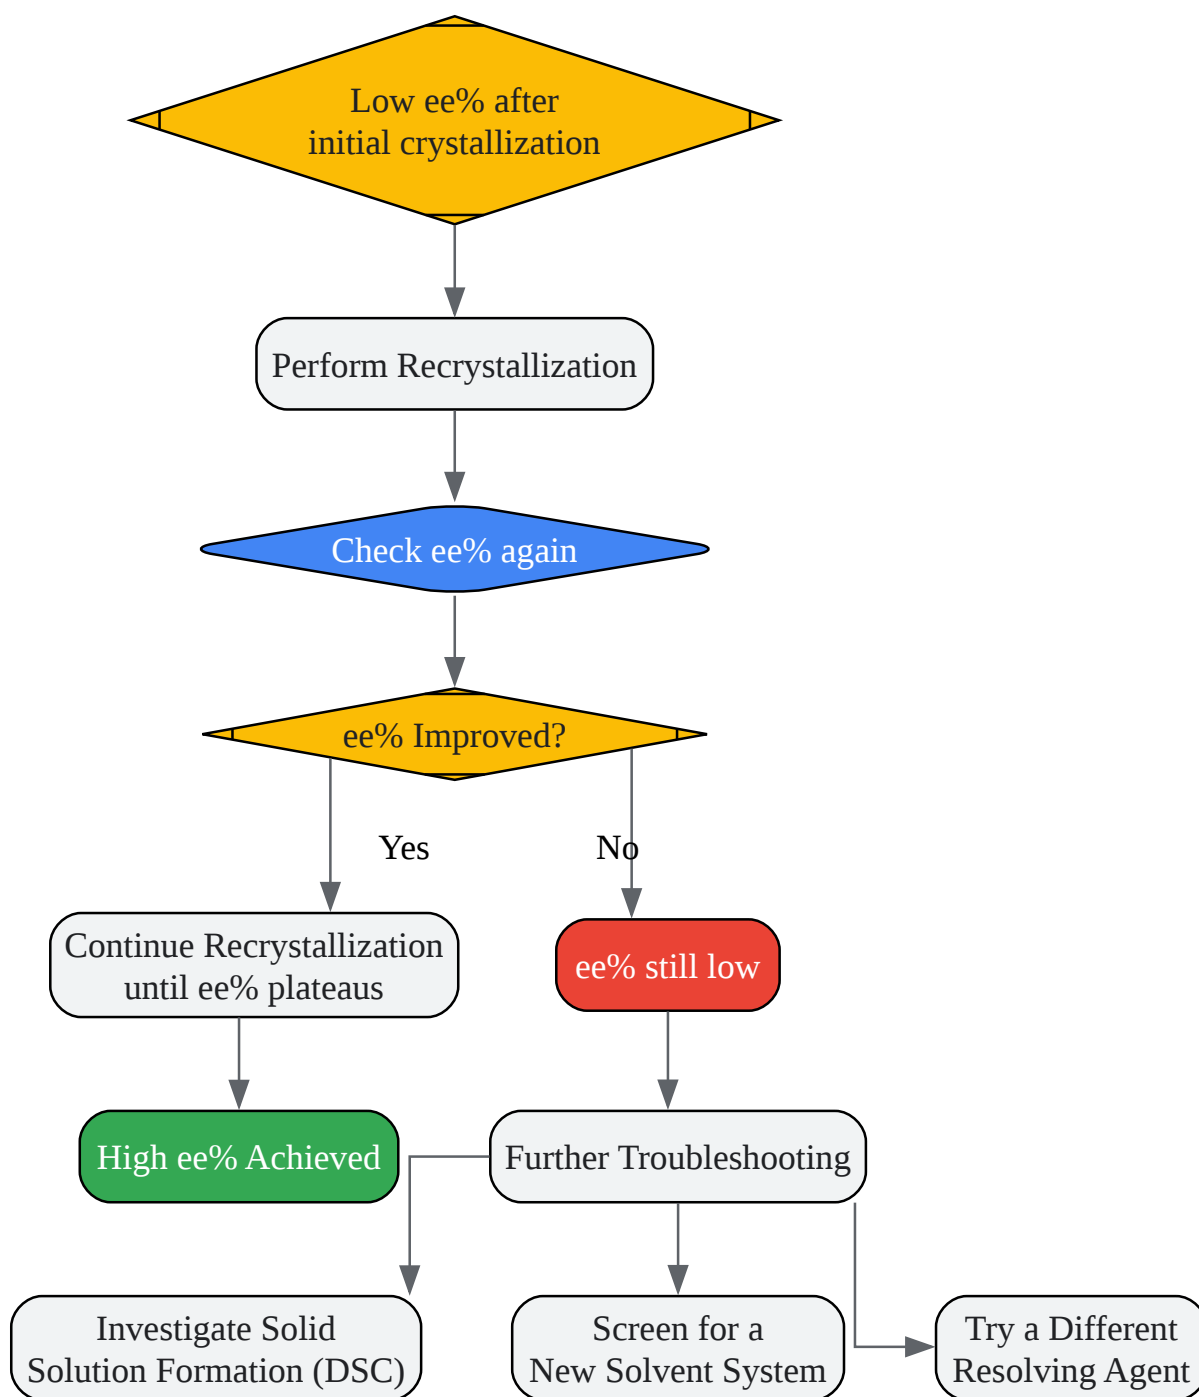 Low ee% after
initial crystallization
Perform Recrystallization
Check ee% again
ee% Improved?
Yes
No
Continue Recrystallization
until ee% plateaus
ee% still low
High ee% Achieved
Further Troubleshooting
Investigate Solid
Solution Formation (DSC)
Screen for a
New Solvent System
Try a Different
Resolving Agent